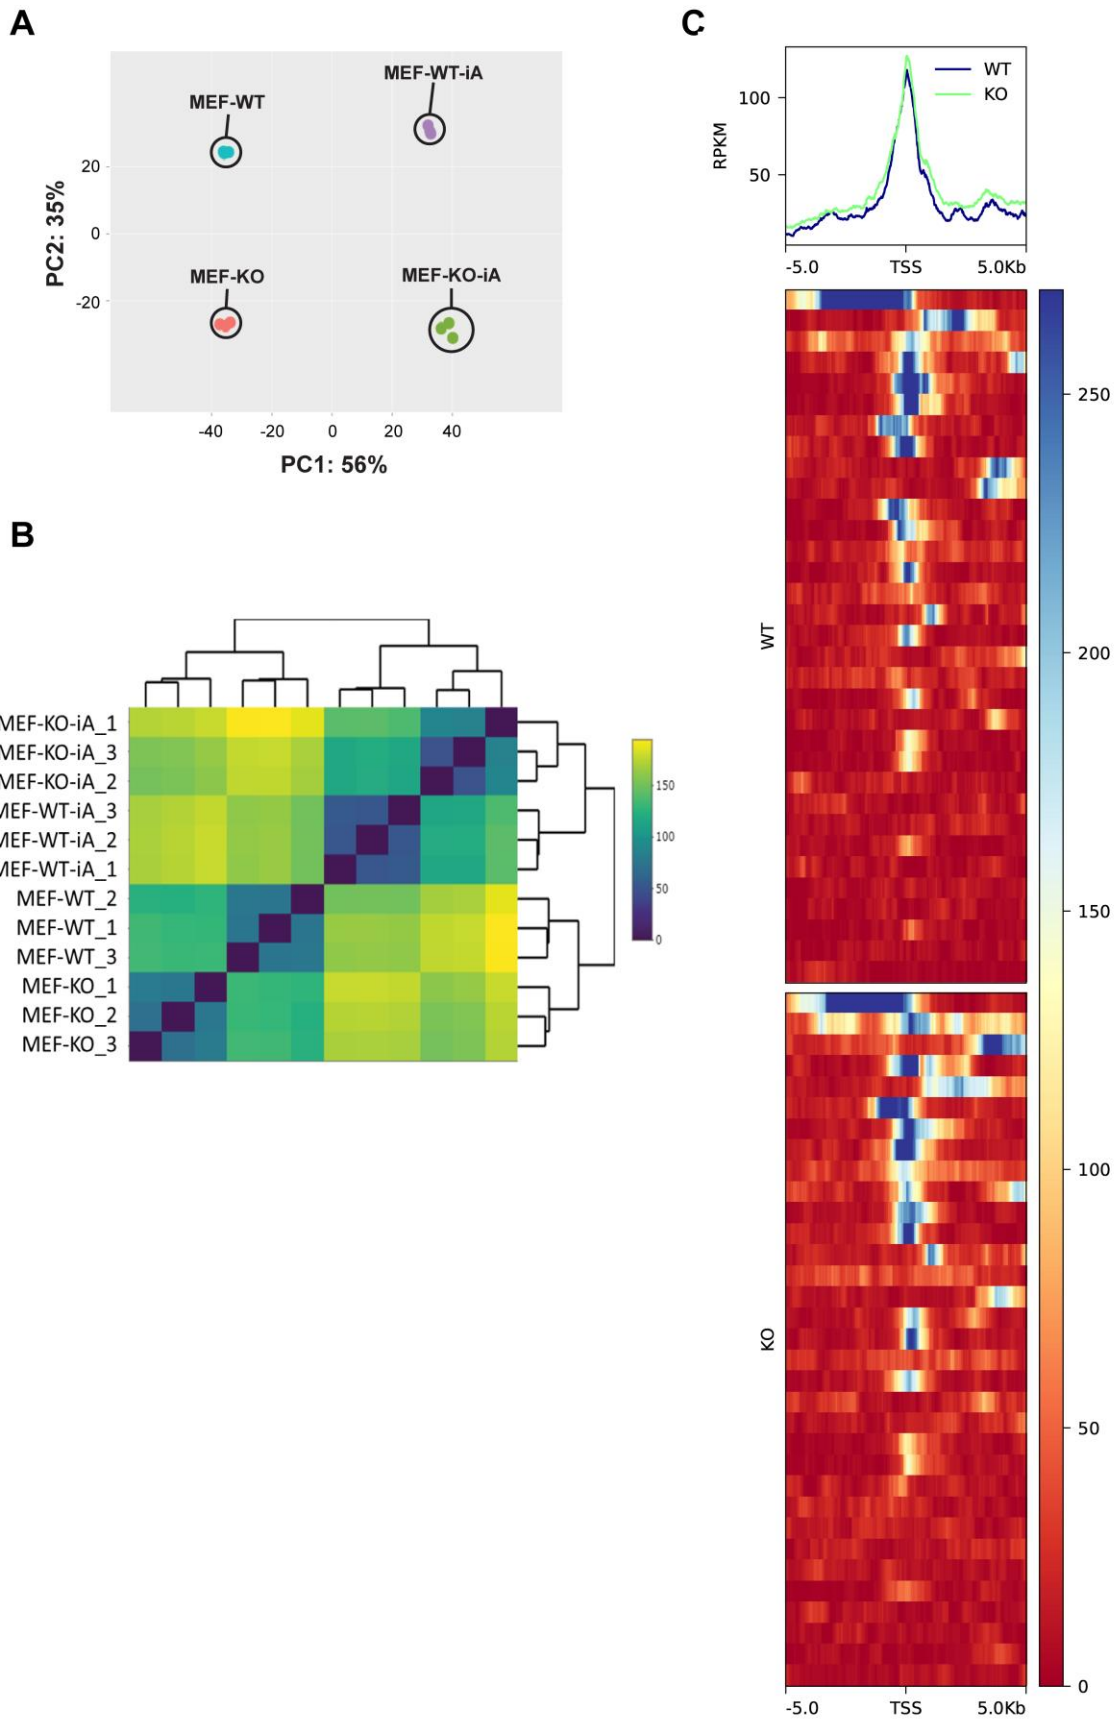 A
MEF-WT-iA
MEF-WT
20
0
-20
PC2: 35%
MEF-KO
MEF-KO-iA
-40 -20 0 20 40
PC1: 56%
B
MEF-KO-iA_1
MEF-KO-iA_3
MEF-KO-iA_2
MEF-WT-iA_3
MEF-WT-iA_2
MEF-WT-iA_1
MEF-WT_2
MEF-WT_1
MEF-WT_3
MEF-KO_1
MEF-KO_2
MEF-KO_3
150
100
50
0
C
WT
KO
100
50
RPKM
-5.0 TSS 5.0Kb
WT
KO
250
200
150
100
50
0
-5.0 TSS 5.0Kb